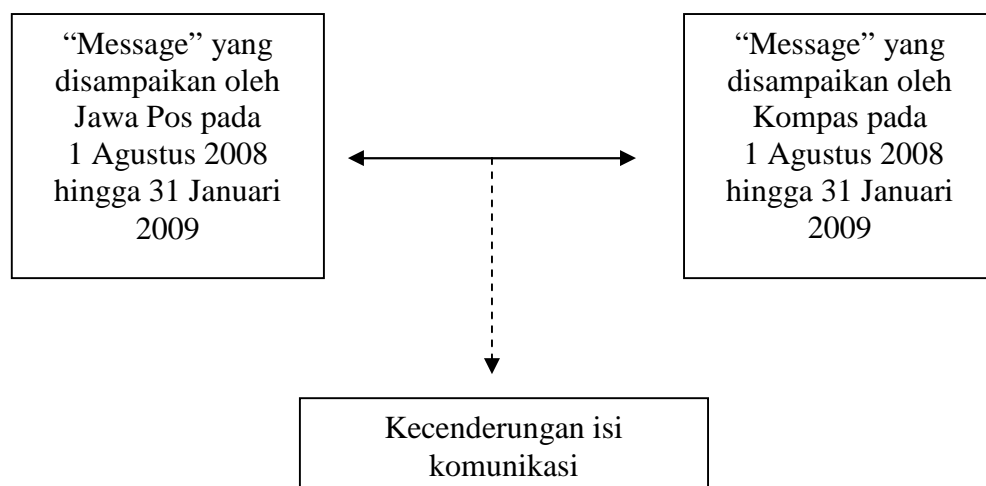 “Message” yang
disampaikan oleh
Jawa Pos pada
1 Agustus 2008
hingga 31 Januari
2009
“Message” yang
disampaikan oleh
Kompas pada
1 Agustus 2008
hingga 31 Januari
2009
Kecenderungan isi
komunikasi